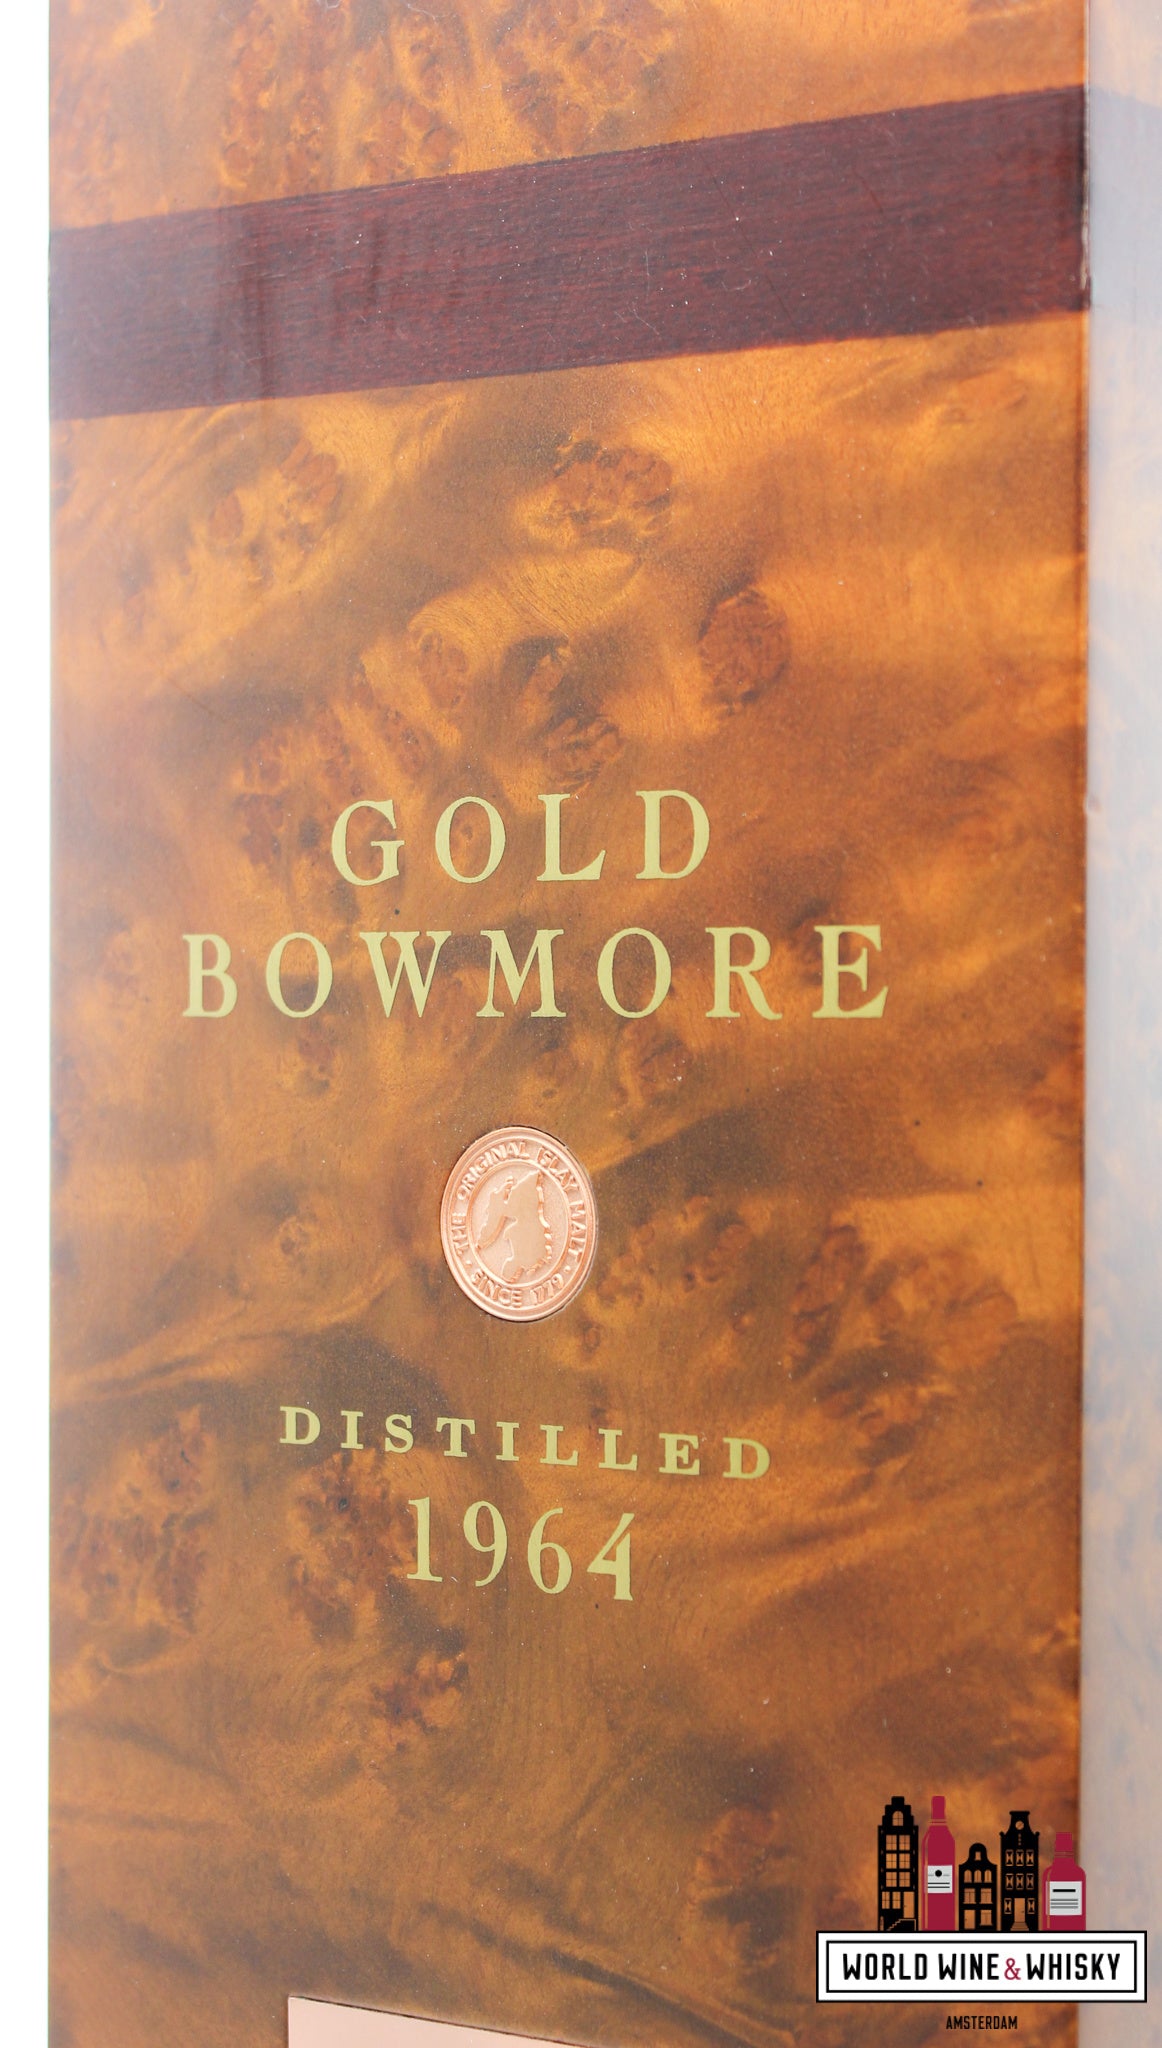 GOLD
BOWMORE
THE ORIGINAL ISLAY MALT
SINCE 1779
DISTILLED
1964
WORLD WINE & WHISKY
AMSTERDAM